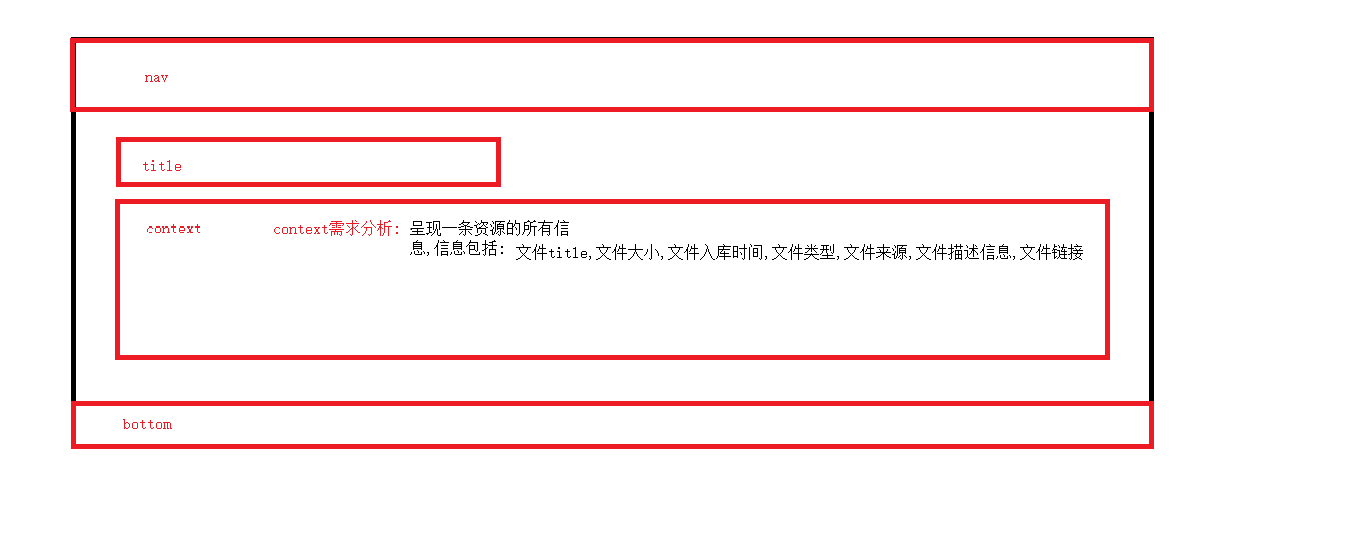 nav
title
context
context需求分析: 呈现一条资源的所有信
息,信息包括: 文件title,文件大小,文件入库时间,文件类型,文件来源,文件描述信息,文件链接
bottom